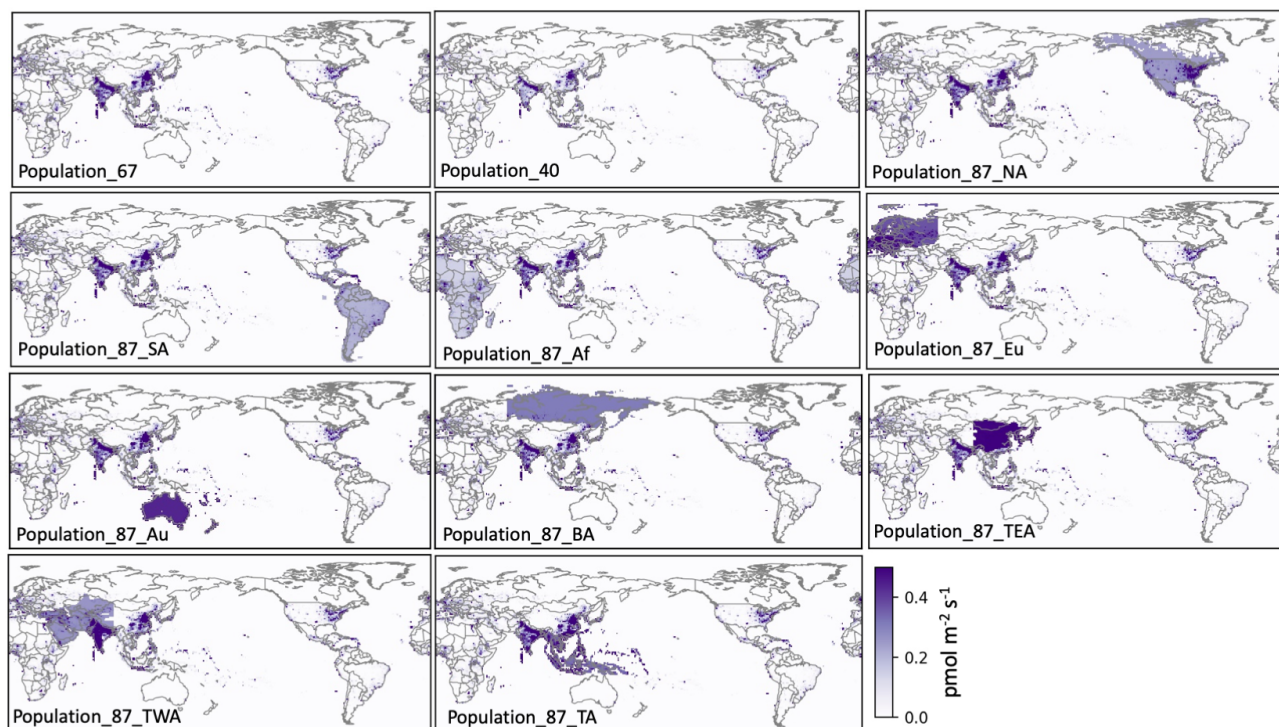 Population_67
Population_40
Population_87_NA
Population_87_SA
Population_87_Af
Population_87_Eu
Population_87_Au
Population_87_BA
Population_87_TEA
Population_87_TWA
Population_87_TA
0.4
0.2
0.0
pmol m⁻² s⁻¹